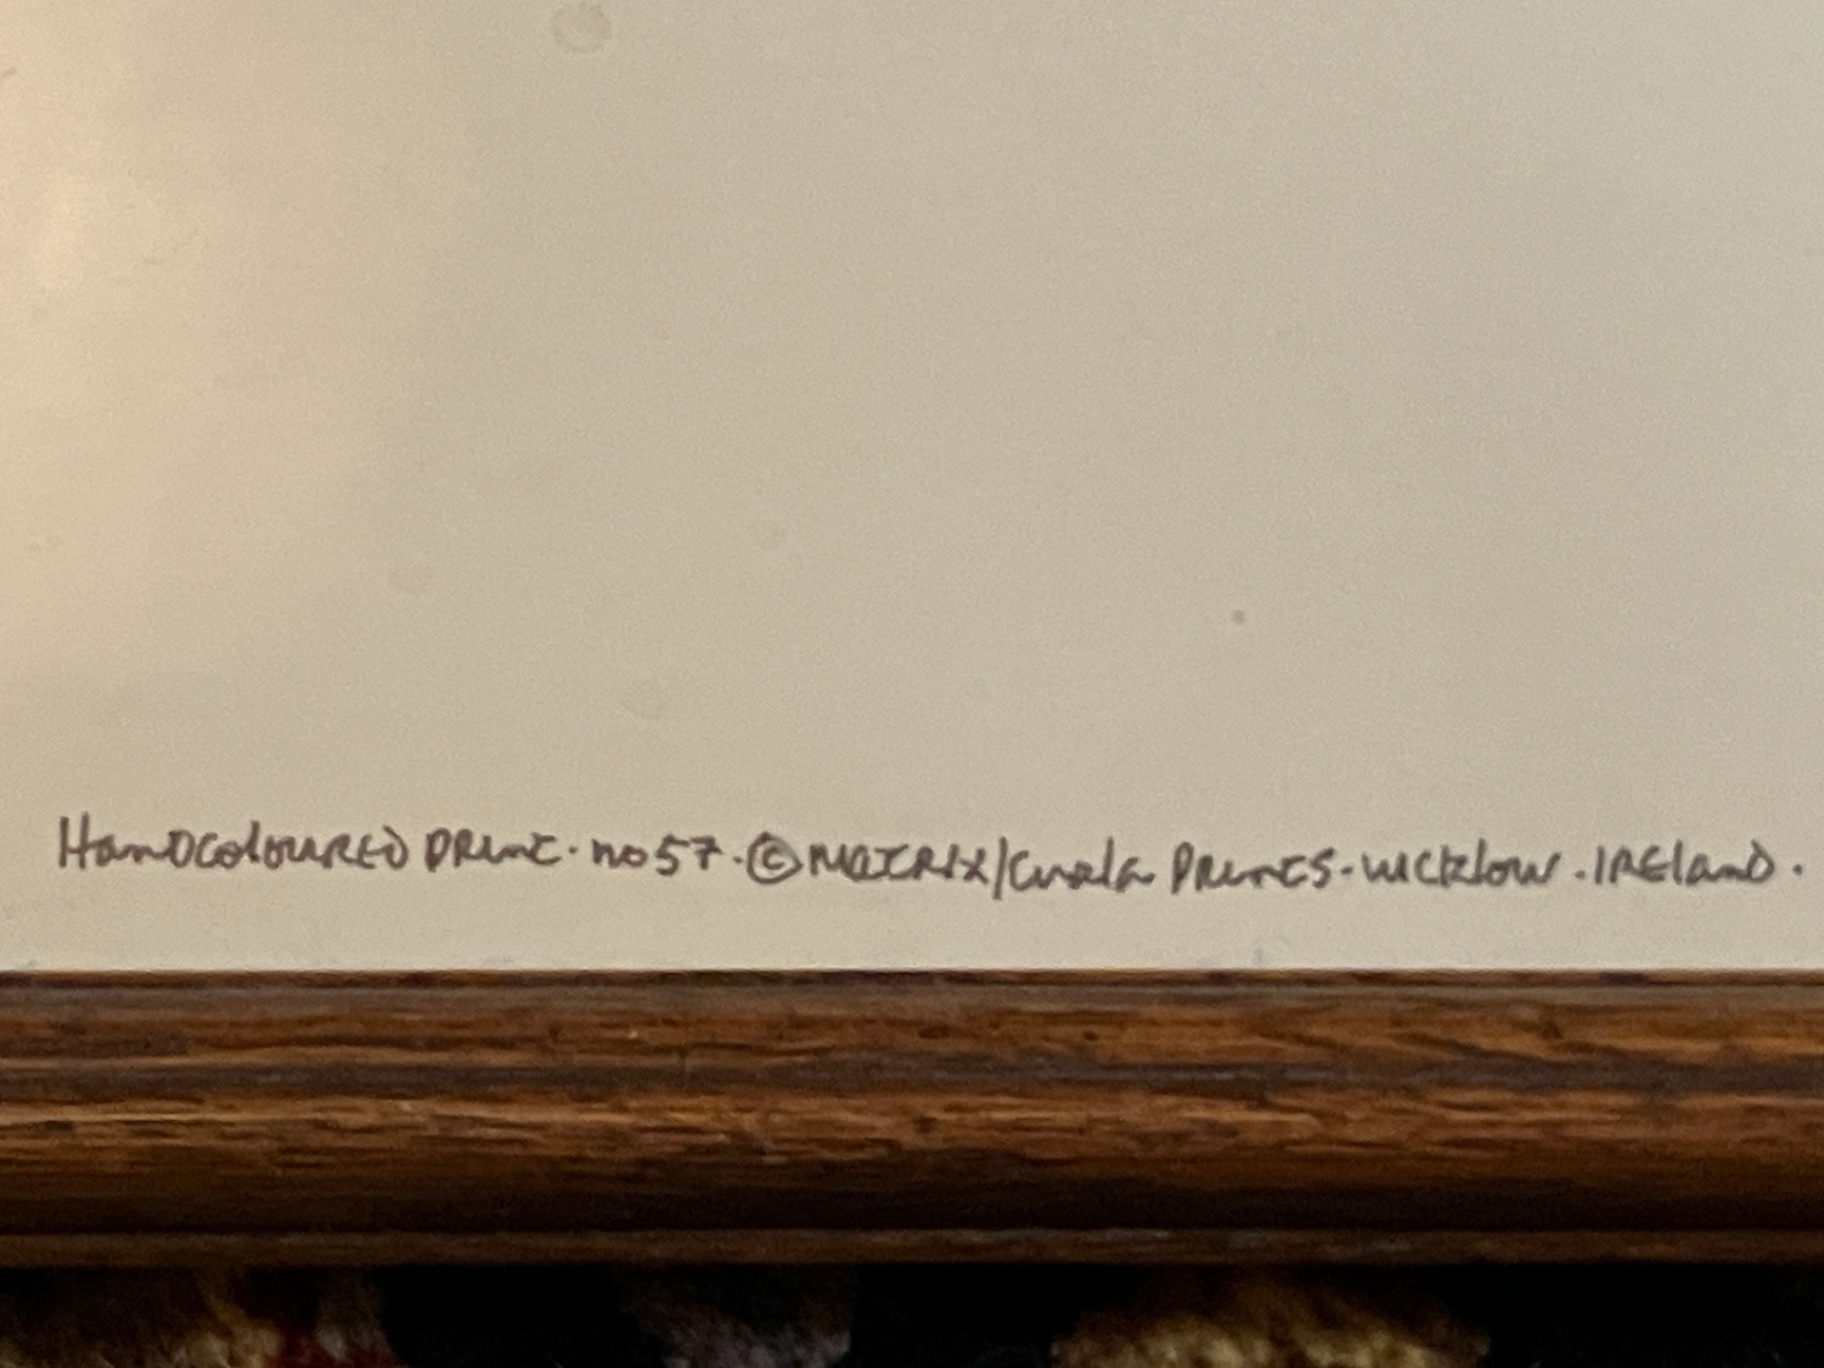 HandColoured Print. no 57. © Matrix/Cuala Prints. Wicklow. Ireland.